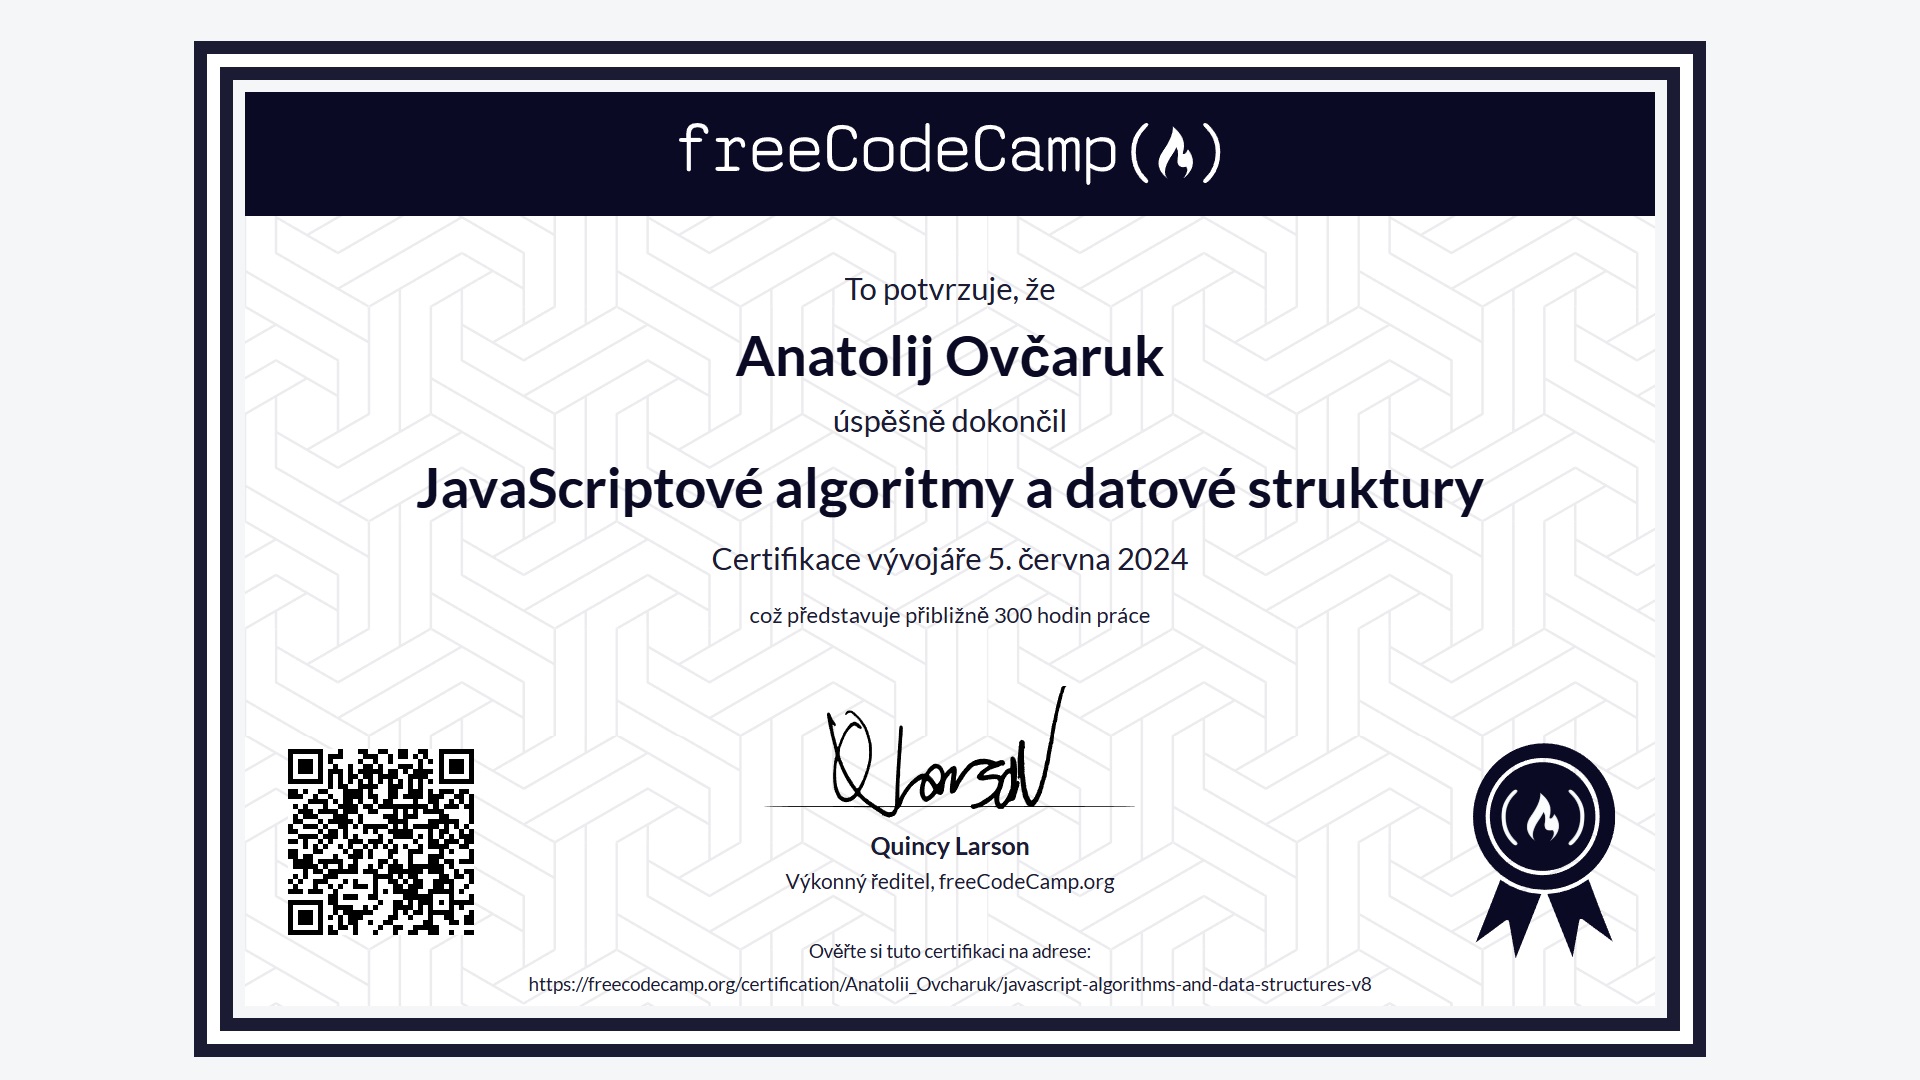 freeCodeCamp
To potvrzuje, že
Anatolij Ovčaruk
úspěšně dokončil
JavaScriptové algoritmy a datové struktury
Certifikace vývojáře 5. června 2024
což představuje přibližně 300 hodin práce
Quincy Larson
Výkonný ředitel, freeCodeCamp.org
Ověřte si tuto certifikaci na adrese:
https://freecodecamp.org/certification/Anatolii_Ovcharuk/javascript-algorithms-and-data-structures-v8